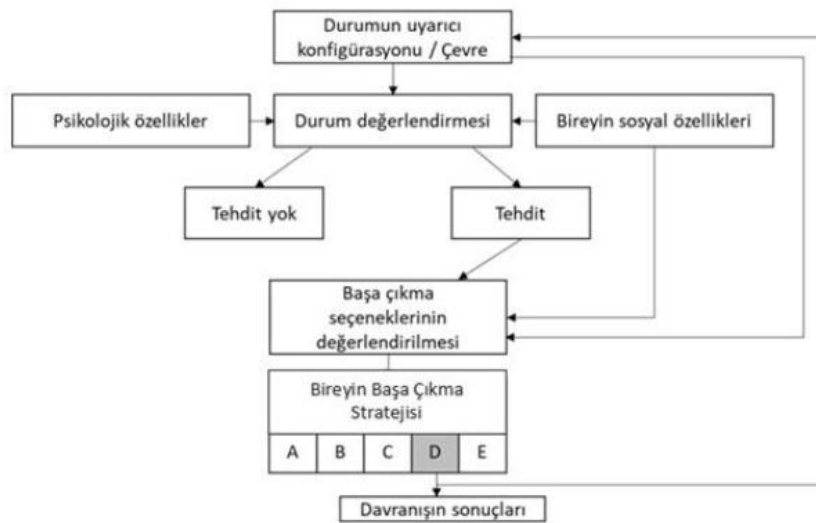 Durumun uyarıcı
konfigürasyonu / Çevre
Psikolojik özellikler
Durum değerlendirmesi
Bireyin sosyal özellikleri
Tehdit yok
Tehdit
Başa çıkma
seçeneklerinin
değerlendirilmesi
Bireyin Başa Çıkma
Stratejisi
A B C D E
Davranışın sonuçları